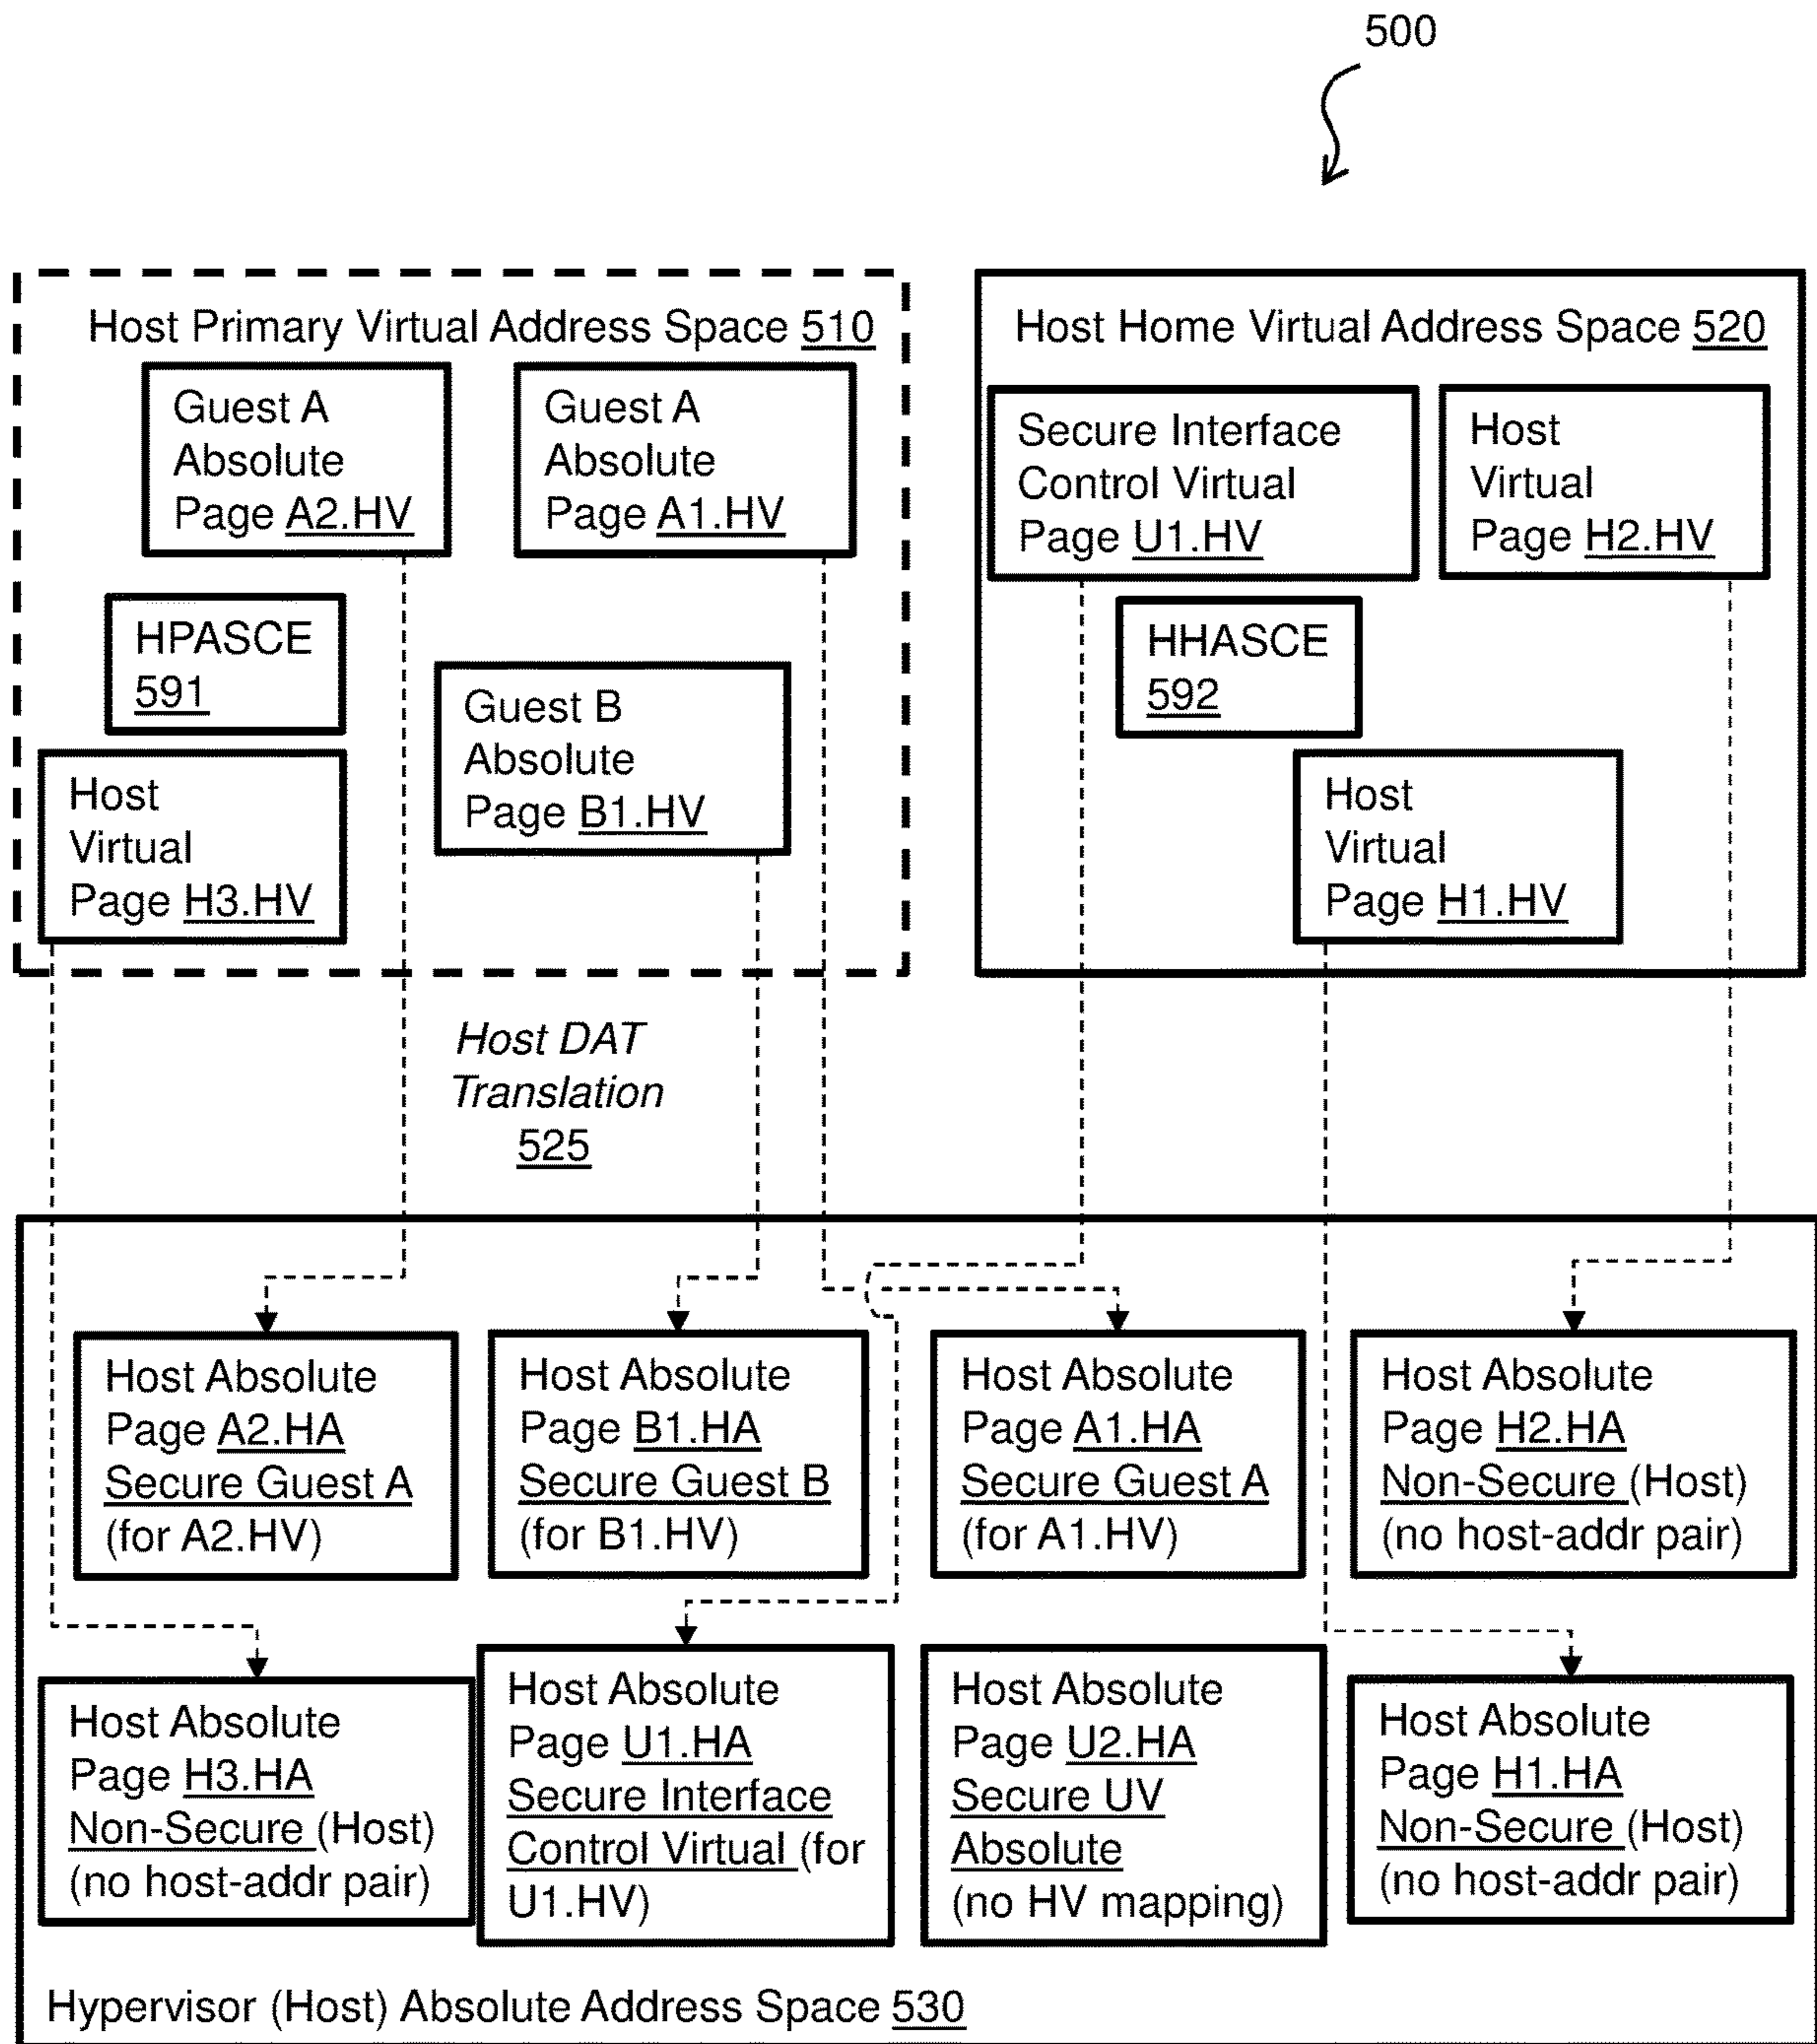 500
Host Primary Virtual Address Space 510
Guest A
Absolute
Page A2.HV
Guest A
Absolute
Page A1.HV
HPASCE
591
Guest B
Absolute
Page B1.HV
Host
Virtual
Page H3.HV
Host Home Virtual Address Space 520
Secure Interface
Control Virtual
Page U1.HV
Host
Virtual
Page H2.HV
HHASCE
592
Host
Virtual
Page H1.HV
Host DAT
Translation
525
Host Absolute
Page A2.HA
Secure Guest A
(for A2.HV)
Host Absolute
Page B1.HA
Secure Guest B
(for B1.HV)
Host Absolute
Page A1.HA
Secure Guest A
(for A1.HV)
Host Absolute
Page H2.HA
Non-Secure (Host)
(no host-addr pair)
Host Absolute
Page H3.HA
Non-Secure (Host)
(no host-addr pair)
Host Absolute
Page U1.HA
Secure Interface
Control Virtual (for
U1.HV)
Host Absolute
Page U2.HA
Secure UV
Absolute
(no HV mapping)
Host Absolute
Page H1.HA
Non-Secure (Host)
(no host-addr pair)
Hypervisor (Host) Absolute Address Space 530